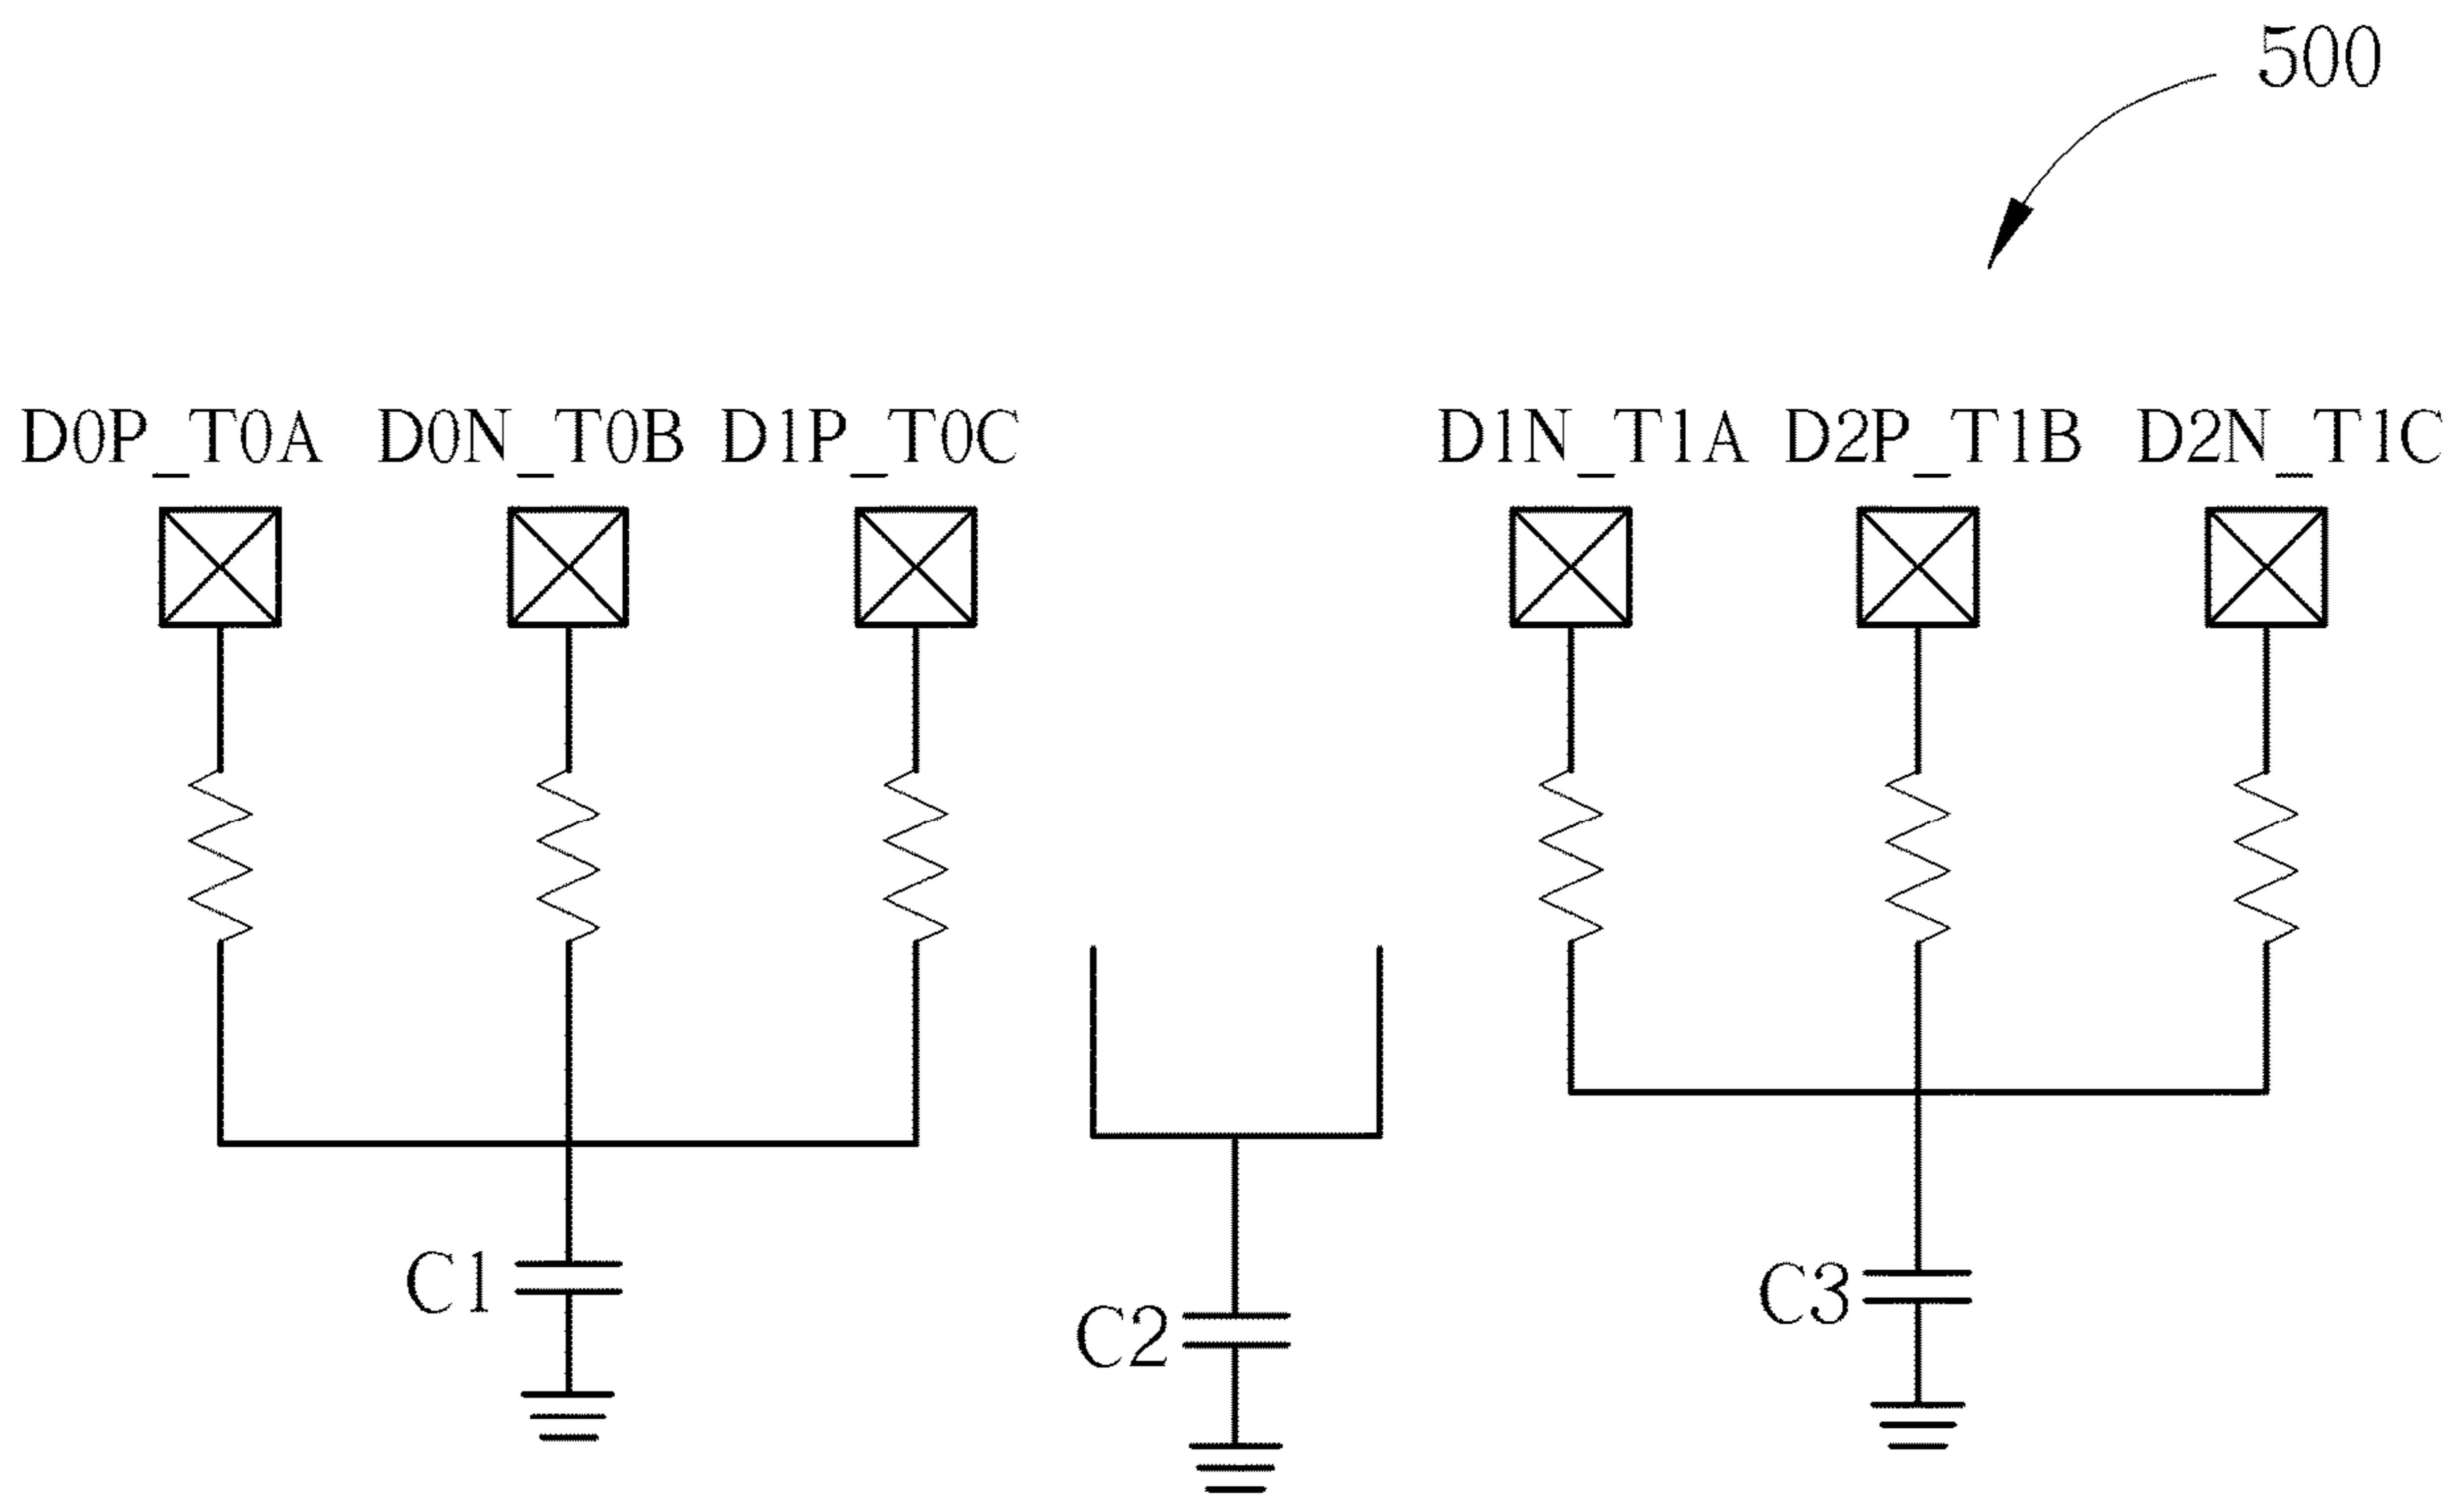 500
D0P_T0A D0N_T0B D1P_T0C D1N_T1A D2P_T1B D2N_T1C
C1
C3
C2